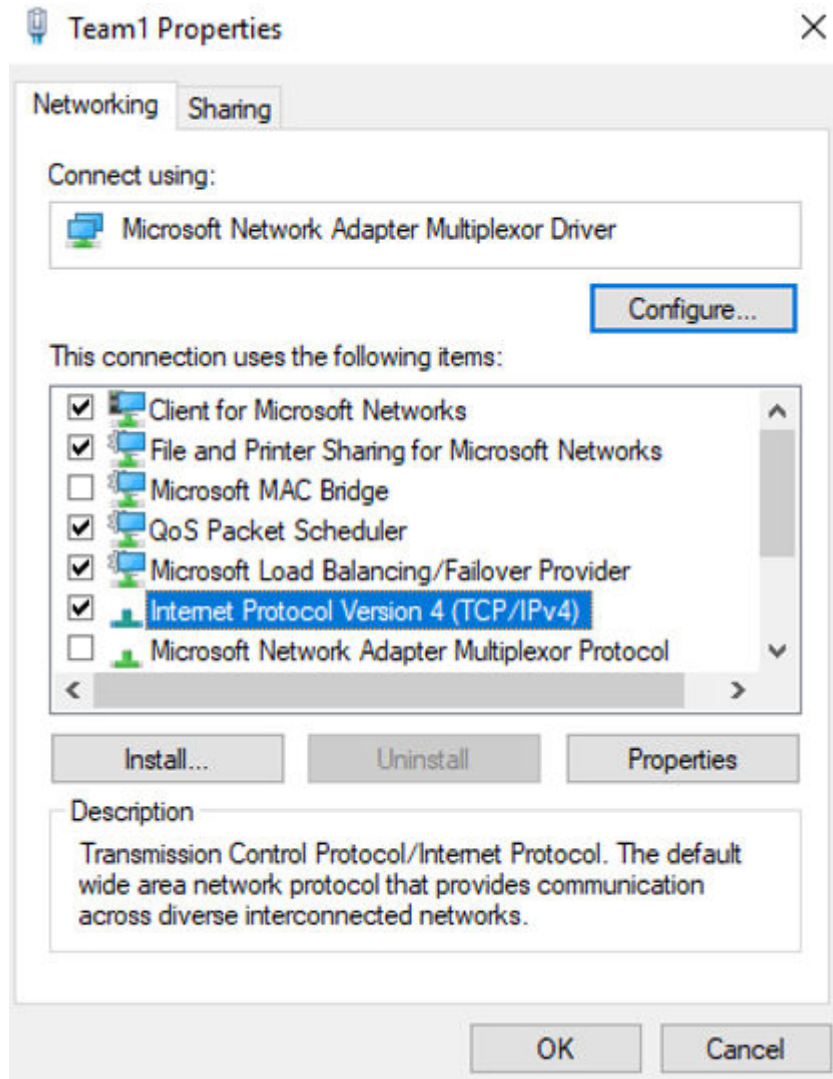 Team1 Properties
Networking
Sharing
Connect using:
Microsoft Network Adapter Multiplexor Driver
Configure...
This connection uses the following items:
Client for Microsoft Networks
File and Printer Sharing for Microsoft Networks
Microsoft MAC Bridge
QoS Packet Scheduler
Microsoft Load Balancing/Failover Provider
Internet Protocol Version 4 (TCP/IPv4)
Microsoft Network Adapter Multiplexor Protocol
Install...
Uninstall
Properties
Description
Transmission Control Protocol/Internet Protocol. The default
wide area network protocol that provides communication
across diverse interconnected networks.
OK
Cancel